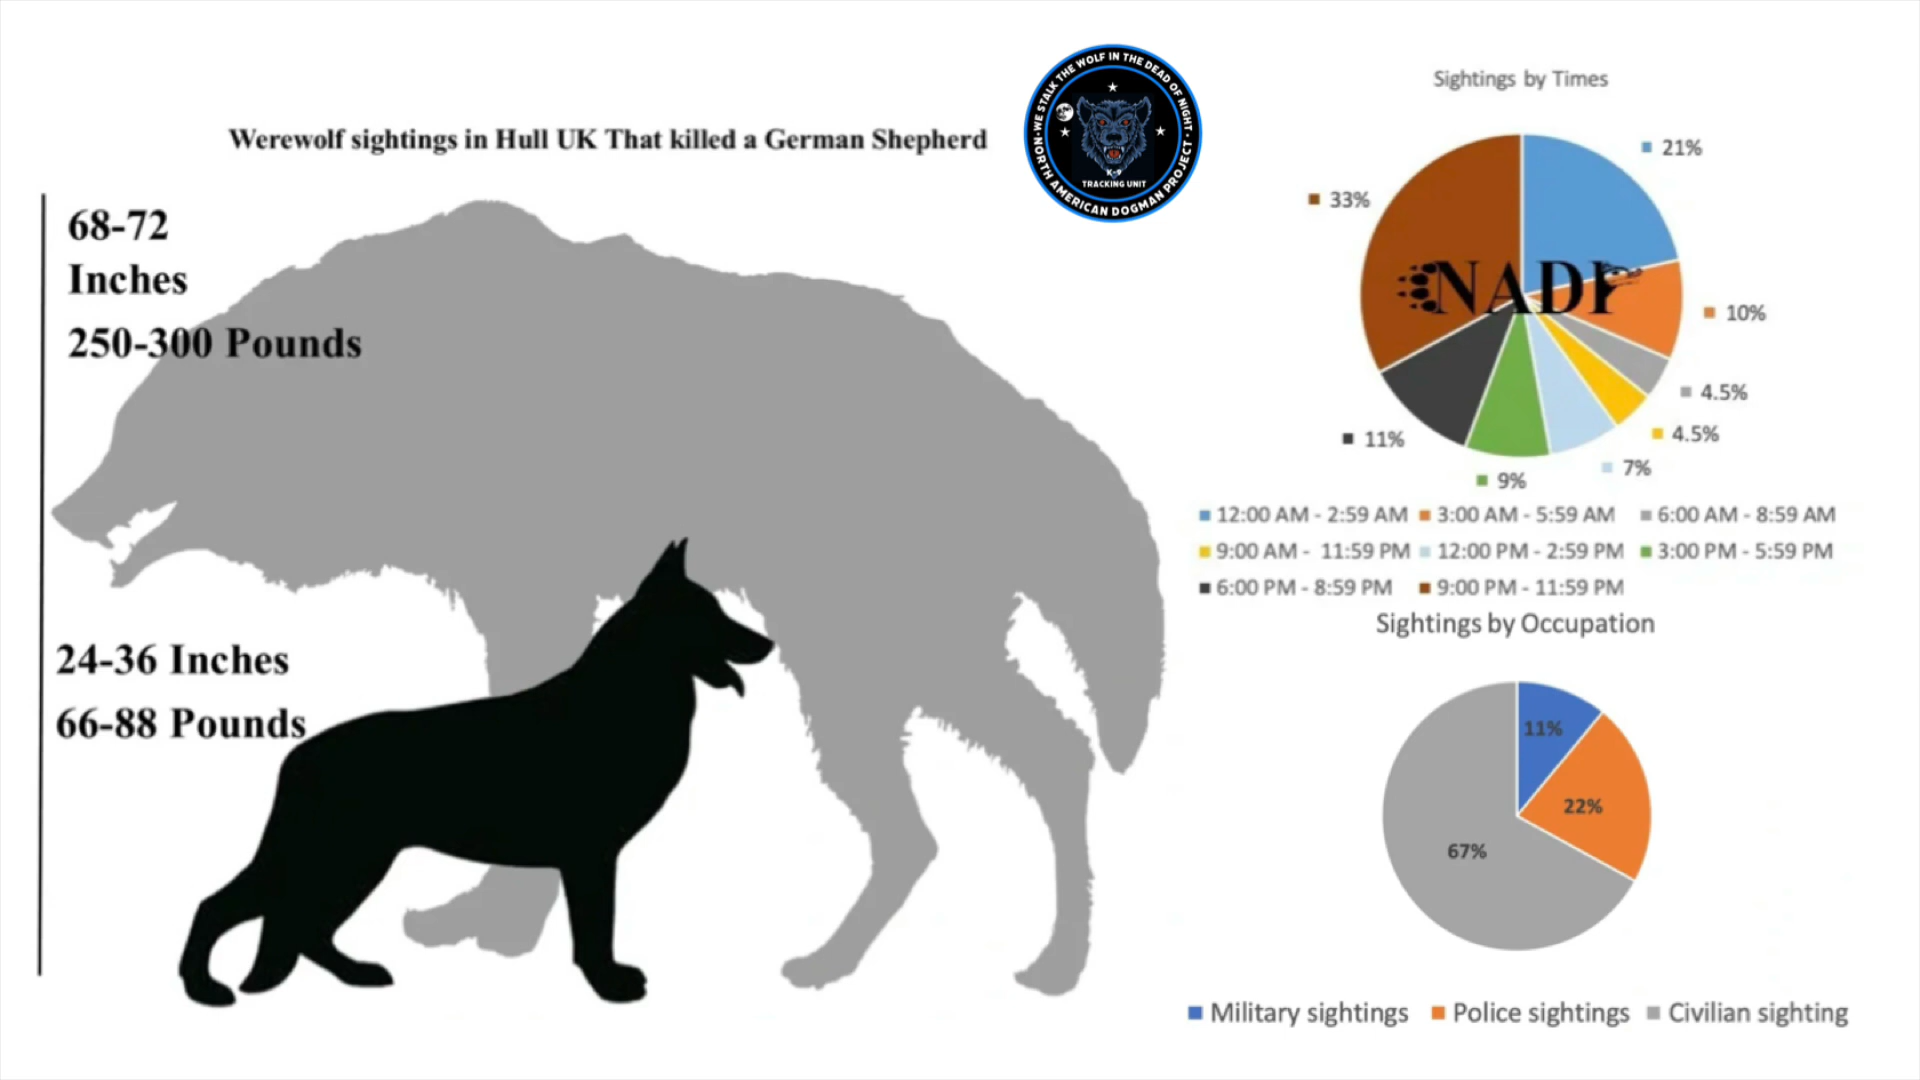 Werewolf sightings in Hull UK That killed a German Shepherd
68-72
Inches
250-300 Pounds
24-36 Inches
66-88 Pounds
WE STALK THE WOLF IN THE DEAD OF NIGHT
K-9
TRACKING UNIT
NORTH AMERICAN DOGMAN PROJECT
Sightings by Times
21%
33%
NADP
10%
4.5%
4.5%
11%
7%
9%
12:00 AM - 2:59 AM 3:00 AM - 5:59 AM 6:00 AM - 8:59 AM
9:00 AM - 11:59 PM 12:00 PM - 2:59 PM 3:00 PM - 5:59 PM
6:00 PM - 8:59 PM 9:00 PM - 11:59 PM
Sightings by Occupation
11%
22%
67%
Military sightings Police sightings Civilian sighting